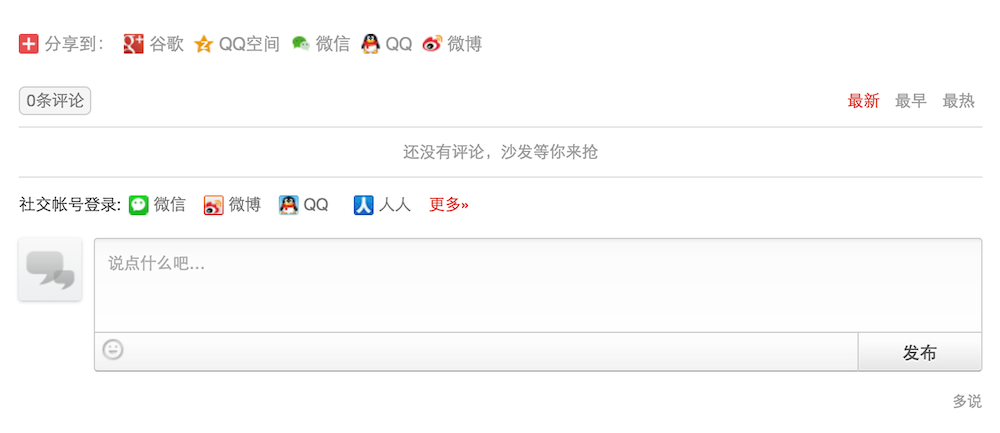 分享到: 谷歌 QQ空间 微信 QQ 微博
0条评论 最新 最早 最热
还没有评论，沙发等你来抢
社交帐号登录: 微信 微博 QQ 人人 更多»
说点什么吧...
发布
多说